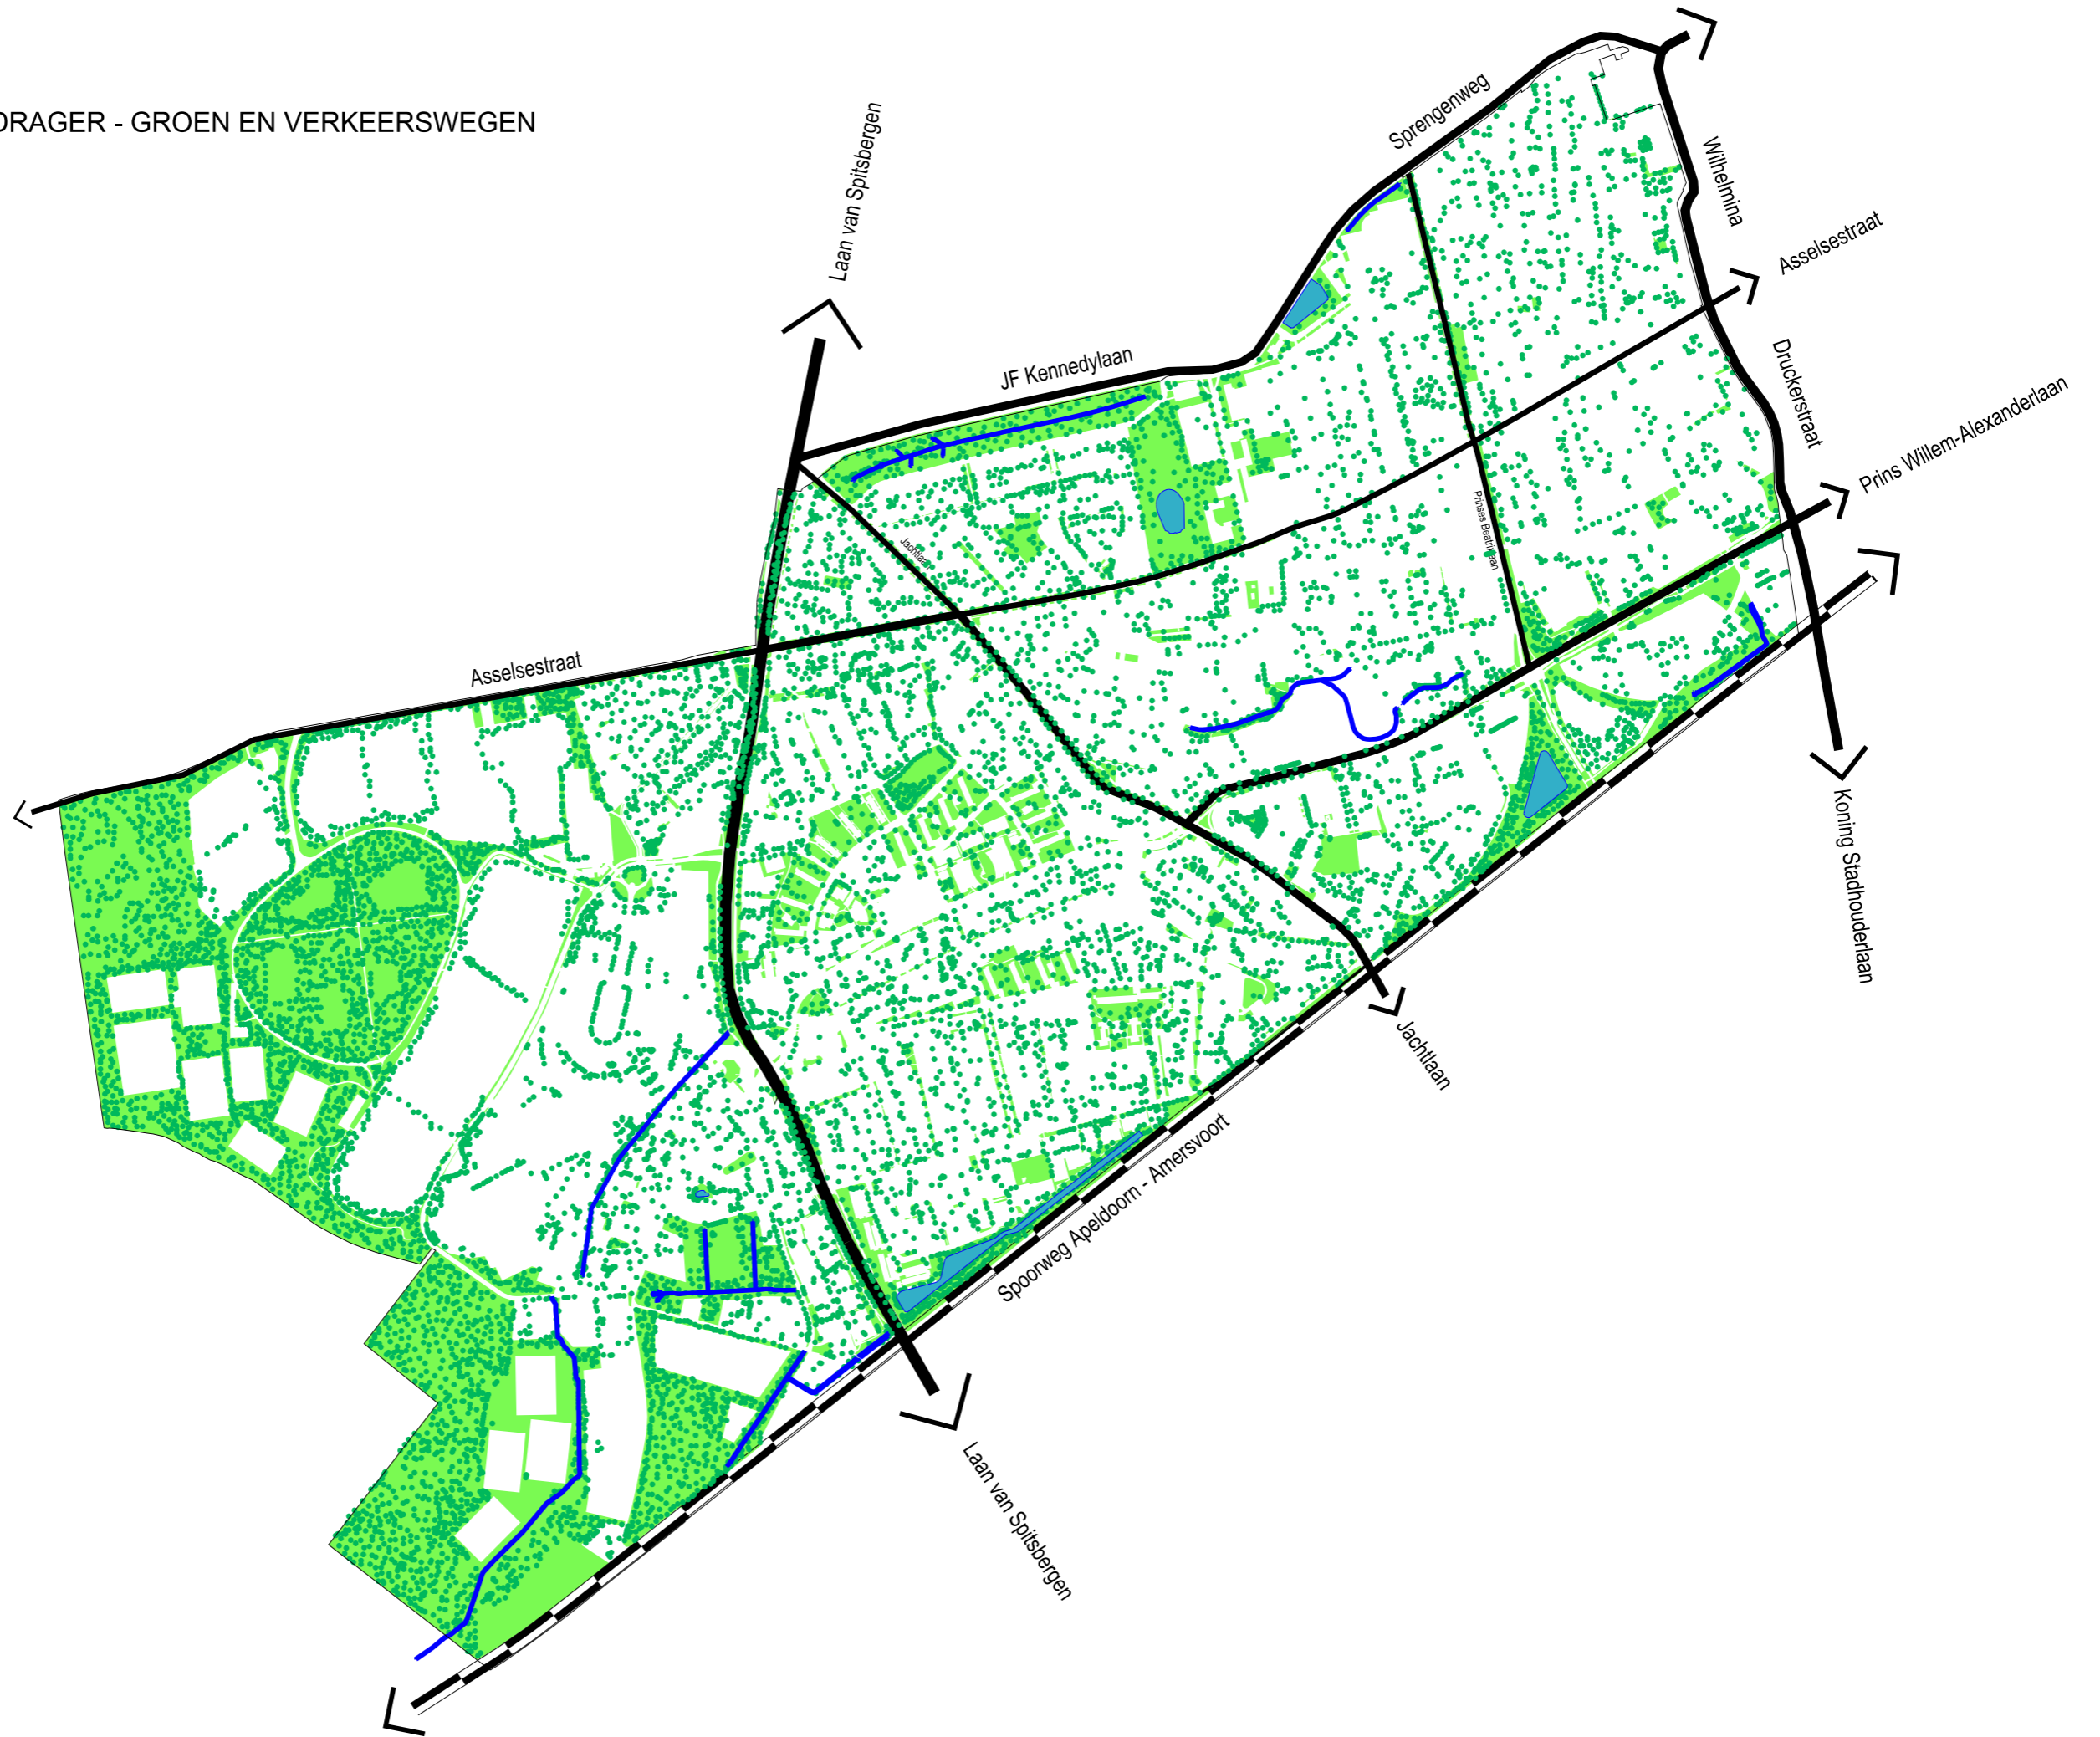 DRAGER - GROEN EN VERKEERSWEGEN
Sprengenweg
Laan van Spitsbergen
Wilhelmina
Asselsestraat
JF Kennedylaan
Druckerstraat
Prins Willem-Alexanderlaan
Prinses Beatrixlaan
Jachtlaan
Asselsestraat
Koning Stadhouderlaan
Jachtlaan
Spoorweg Apeldoorn - Amersvoort
Laan van Spitsbergen